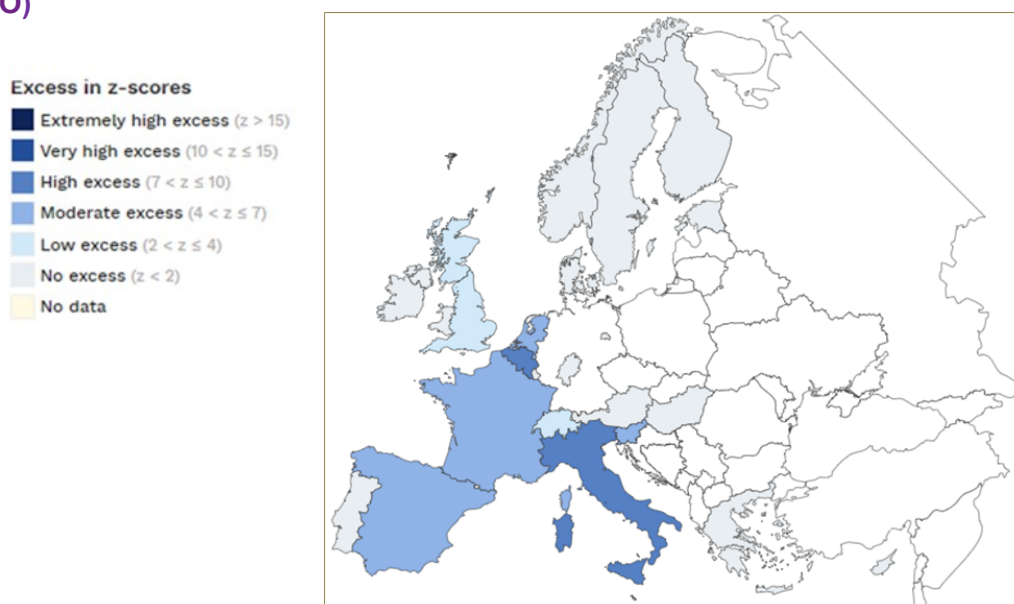 O)
Excess in z-scores
Extremely high excess (z > 15)
Very high excess (10 < z ≤ 15)
High excess (7 < z ≤ 10)
Moderate excess (4 < z ≤ 7)
Low excess (2 < z ≤ 4)
No excess (z < 2)
No data